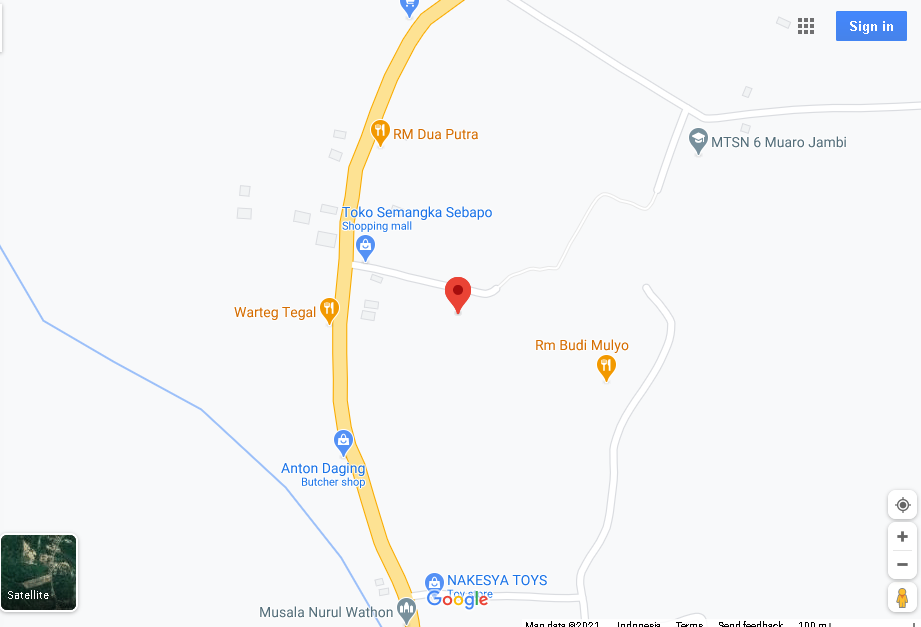 Sign in
RM Dua Putra
MTSN 6 Muaro Jambi
Toko Semangka Sebapo
Shopping mall
Warteg Tegal
Rm Budi Mulyo
Anton Daging
Butcher shop
NAKESYA TOYS
Toy store
Google
Satellite
Musala Nurul Wathon
Map data ©2021 Indonesia Terms Send feedback 100 m